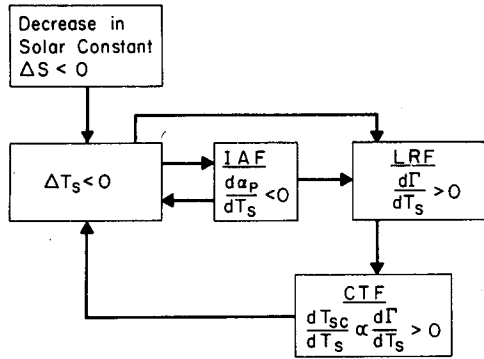 Decrease in
Solar Constant
ΔS < 0
ΔT_S < 0
IAF
dα_P/dT_S < 0
LRF
dΓ/dT_S > 0
CTF
dT_SC/dT_S ∝ dΓ/dT_S > 0